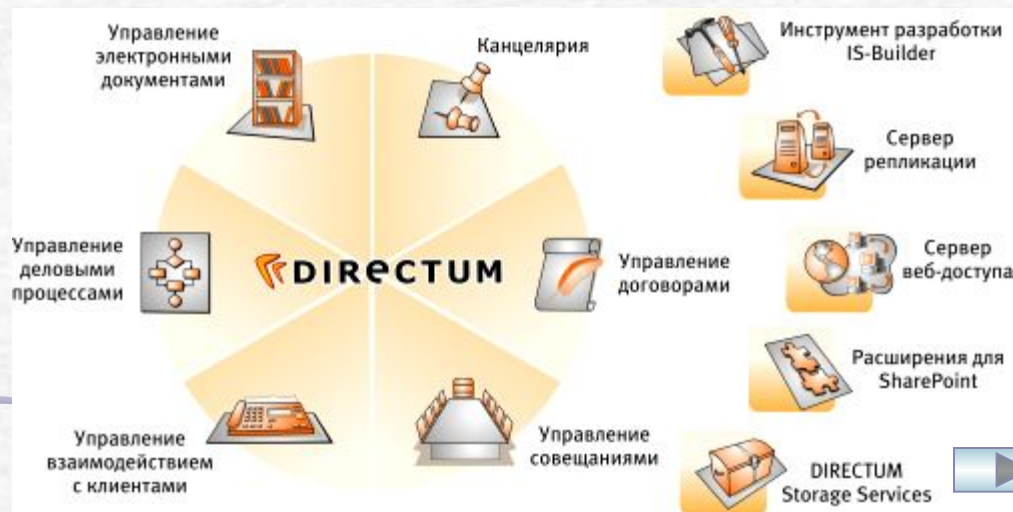 Управление
электронными
документами
Канцелярия
Инструмент разработки
IS-Builder
Сервер
репликации
Управление
деловыми
процессами
DIRECTUM
Управление
договорами
Сервер
веб-доступа
Расширения для
SharePoint
Управление
взаимодействием
с клиентами
Управление
совещаниями
DIRECTUM
Storage Services